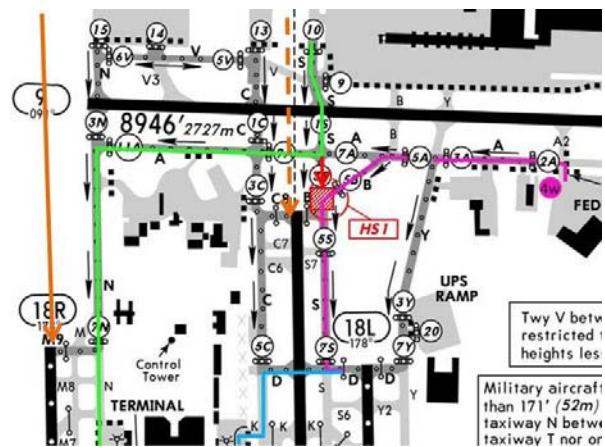 15
14
13
10
6V
V
5V
V3
N
V
S
9
9
09
C
S
B
Y
3N
8946' 2727m
C
1C
1S
S
11A
A
A
7A
B
5A
3A
A
A2
2A
4w
FED
3C
C8
B
HS1
C7
C6
5S
S7
Y
N
C
S
UPS
RAMP
18R
18L
178°
3Y
20
M9
M
7N
Control
Tower
5C
7S
7Y
D
D
M8
N
S
S6
Y2
Y
K
K
K
M7
TERMINAL
Twy V betw
restricted t
heights les
Military aircraft
than 171' (52m)
taxiway N betwe
taxiway T nor o